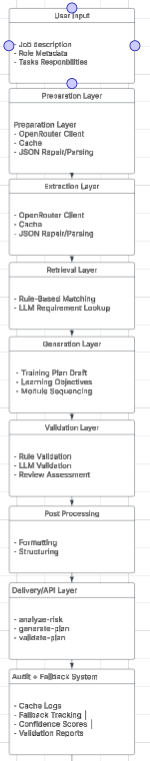 User Input
- Job description
- Role Metadata
- Tasks Responbilities
Preparation Layer
Preparation Layer
- OpenRouter Client
- Cache
- JSON Repair/Parsing
Extraction Layer
- OpenRouter Client
- Cache
- JSON Repair/Parsing
Retrieval Layer
- Rule-Based Matching
- LLM Requirement Lookup
Generation Layer
- Training Plan Draft
- Learning Objectives
- Module Sequencing
Validation Layer
- Rule Validation
- LLM Validation
- Review Assessment
Post Processing
- Formatting
- Structuring
Delivery/API Layer
- analyze-risk
- generate-plan
- validate-plan
Audit + Fallback System
- Cache Logs
- Fallback Tracking |
- Confidence Scores |
- Validation Reports